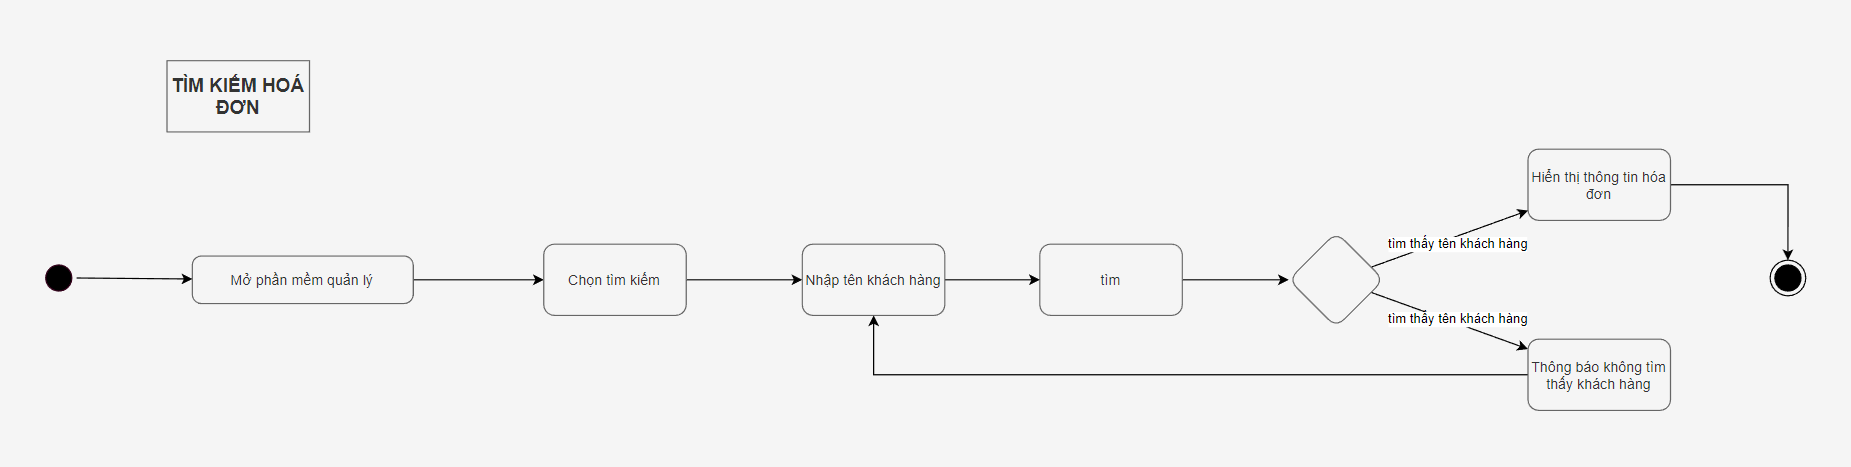 TÌM KIẾM HOÁ
ĐƠN
Mở phần mềm quản lý
Chọn tìm kiếm
Nhập tên khách hàng
tìm
tìm thấy tên khách hàng
Hiển thị thông tin hóa
đơn
tìm thấy tên khách hàng
Thông báo không tìm
thấy khách hàng